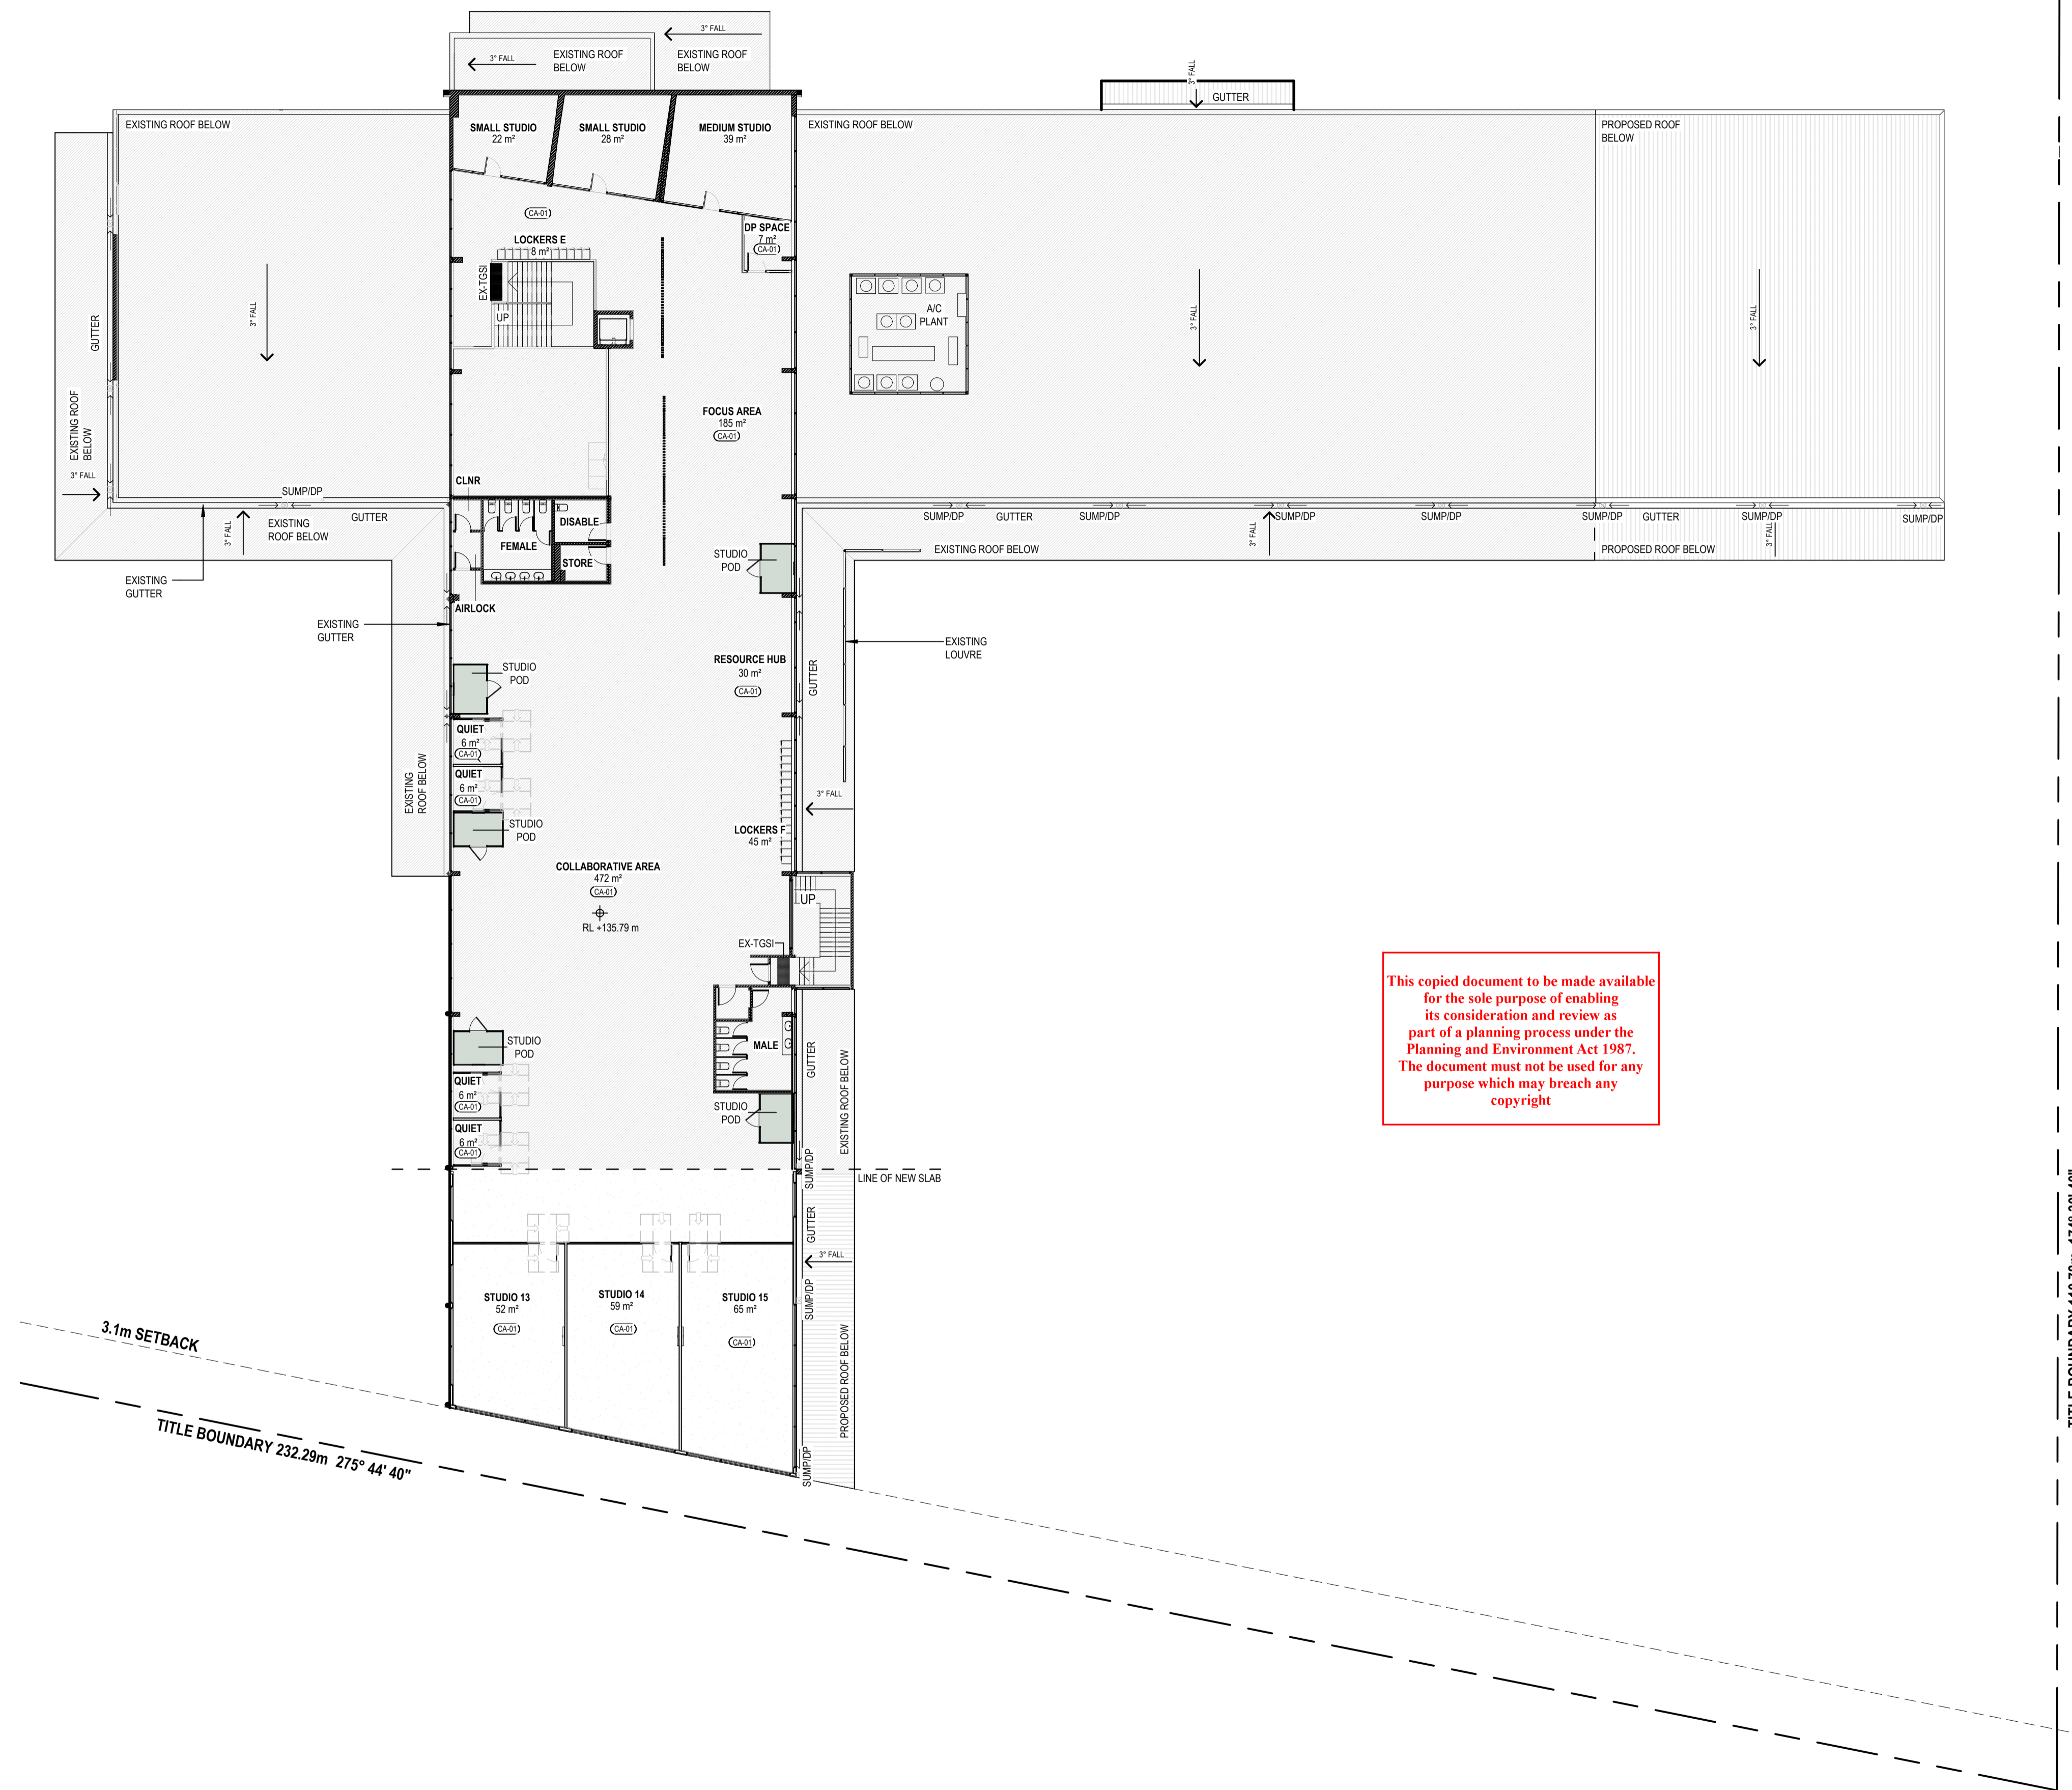 3° FALL
3° FALL
EXISTING ROOF
BELOW
EXISTING ROOF
BELOW
3° FALL
GUTTER
EXISTING ROOF BELOW
SMALL STUDIO
22 m²
SMALL STUDIO
28 m²
MEDIUM STUDIO
39 m²
EXISTING ROOF BELOW
PROPOSED ROOF
BELOW
CA-01
LOCKERS E
8 m²
DP SPACE
7 m²
CA-01
EX-TGSI
UP
A/C
PLANT
3° FALL
3° FALL
3° FALL
GUTTER
EXISTING ROOF
BELOW
3° FALL
FOCUS AREA
185 m²
CA-01
CLNR
SUMP/DP
GUTTER
EXISTING
ROOF BELOW
3° FALL
DISABLE
FEMALE
STORE
AIRLOCK
STUDIO
POD
SUMP/DP
GUTTER
SUMP/DP
SUMP/DP
SUMP/DP
SUMP/DP
GUTTER
SUMP/DP
SUMP/DP
3° FALL
3° FALL
EXISTING ROOF BELOW
PROPOSED ROOF BELOW
EXISTING
GUTTER
EXISTING
GUTTER
EXISTING
LOUVRE
RESOURCE HUB
30 m²
CA-01
GUTTER
STUDIO
POD
QUIET
6 m²
CA-01
QUIET
6 m²
CA-01
EXISTING
ROOF BELOW
3° FALL
STUDIO
POD
LOCKERS F
45 m²
COLLABORATIVE AREA
472 m²
CA-01
RL +135.79 m
UP
EX-TGSI
This copied document to be made available
for the sole purpose of enabling
its consideration and review as
part of a planning process under the
Planning and Environment Act 1987.
The document must not be used for any
purpose which may breach any
copyright
STUDIO
POD
MALE
GUTTER
EXISTING ROOF BELOW
QUIET
6 m²
CA-01
QUIET
6 m²
CA-01
STUDIO
POD
SUMP/DP
LINE OF NEW SLAB
GUTTER
3° FALL
SUMP/DP
STUDIO 13
52 m²
CA-01
STUDIO 14
59 m²
CA-01
STUDIO 15
65 m²
CA-01
PROPOSED ROOF BELOW
SUMP/DP
3.1m SETBACK
TITLE BOUNDARY 232.29m 275° 44' 40"